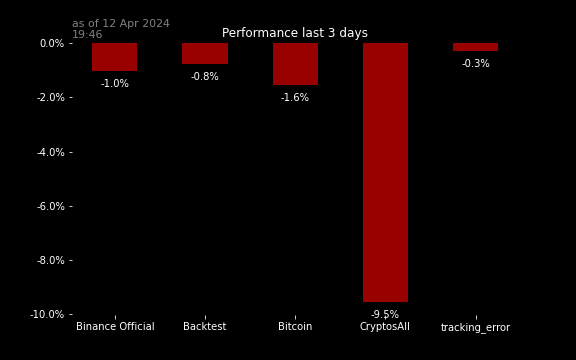 as of 12 Apr 2024
19:46
Performance last 3 days
0.0%
-2.0%
-4.0%
-6.0%
-8.0%
-10.0%
-1.0%
-0.8%
-1.6%
-9.5%
-0.3%
Binance Official
Backtest
Bitcoin
CryptosAll
tracking_error